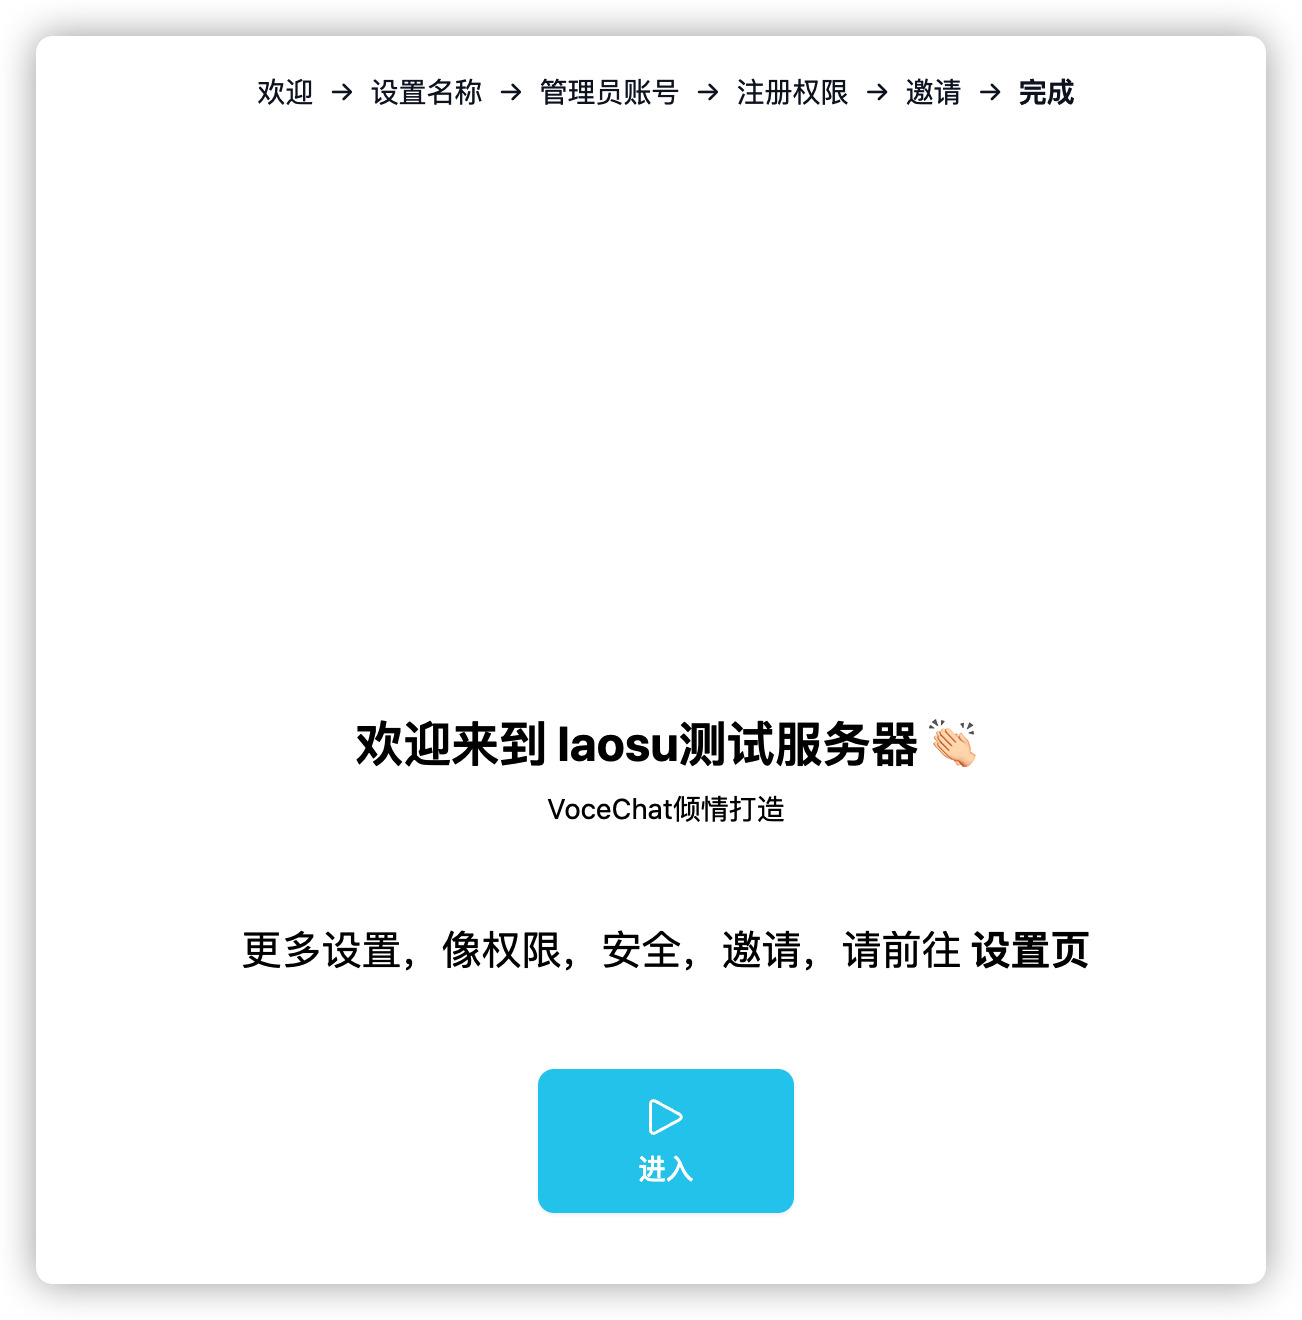 欢迎 → 设置名称 → 管理员账号 → 注册权限 → 邀请 → 完成
欢迎来到 laosu测试服务器 👏🏻
VoceChat倾情打造
更多设置，像权限，安全，邀请，请前往 设置页
进入